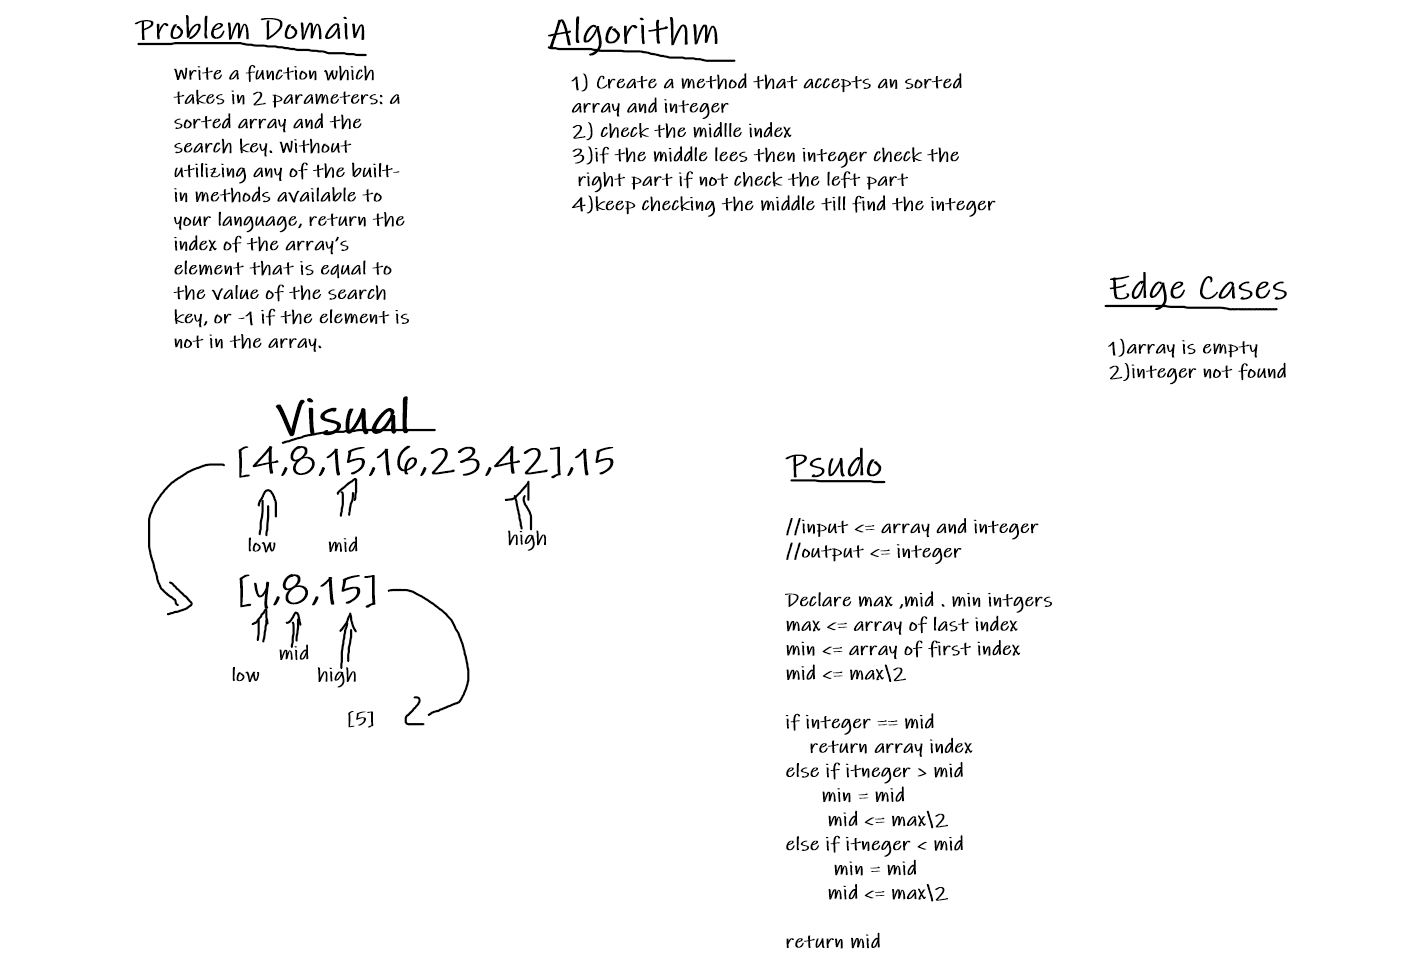 Problem Domain
Write a function which
takes in 2 parameters: a
sorted array and the
search key. Without
utilizing any of the built-
in methods available to
your language, return the
index of the array's
element that is equal to
the value of the search
key, or -1 if the element is
not in the array.
Algorithm
1) Create a method that accepts an sorted
array and integer
2) check the midlle index
3)if the middle lees then integer check the
right part if not check the left part
4)keep checking the middle till find the integer
Edge Cases
1)array is empty
2)integer not found
Visual
[4,8,15,16,23,42],15
low
mid
high
[4,8,15]
low
mid
high
[5] 2
Psudo
//input <= array and integer
//output <= integer
Declare max ,mid . min intgers
max <= array of last index
min <= array of first index
mid <= max\2
if integer == mid
return array index
else if itneger > mid
min = mid
mid <= max\2
else if itneger < mid
min = mid
mid <= max\2
return mid